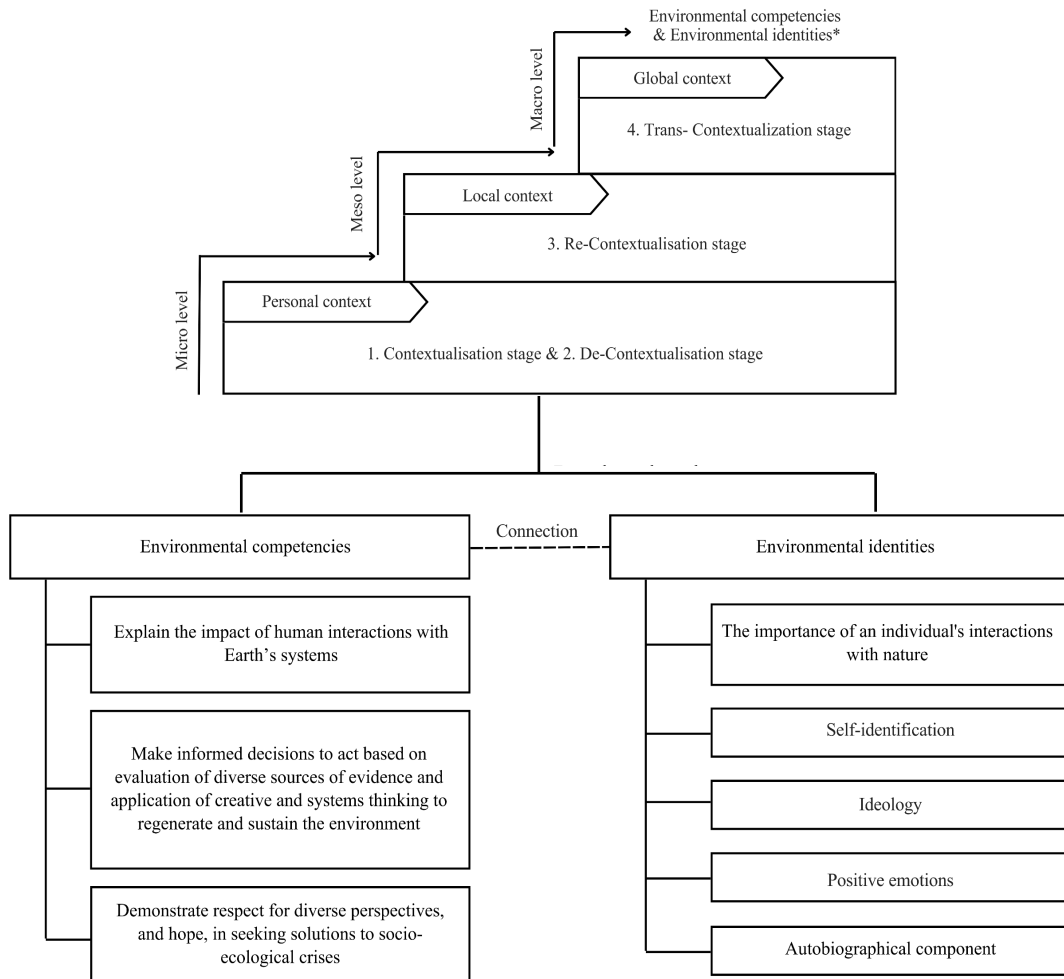 Environmental competencies
& Environmental identities*
Macro level
Global context
4. Trans- Contextualization stage
Meso level
Local context
3. Re-Contextualisation stage
Micro level
Personal context
1. Contextualisation stage & 2. De-Contextualisation stage
Environmental competencies
Connection
Environmental identities
Explain the impact of human interactions with
Earth’s systems
Make informed decisions to act based on
evaluation of diverse sources of evidence and
application of creative and systems thinking to
regenerate and sustain the environment
Demonstrate respect for diverse perspectives,
and hope, in seeking solutions to socio-
ecological crises
The importance of an individual's interactions
with nature
Self-identification
Ideology
Positive emotions
Autobiographical component